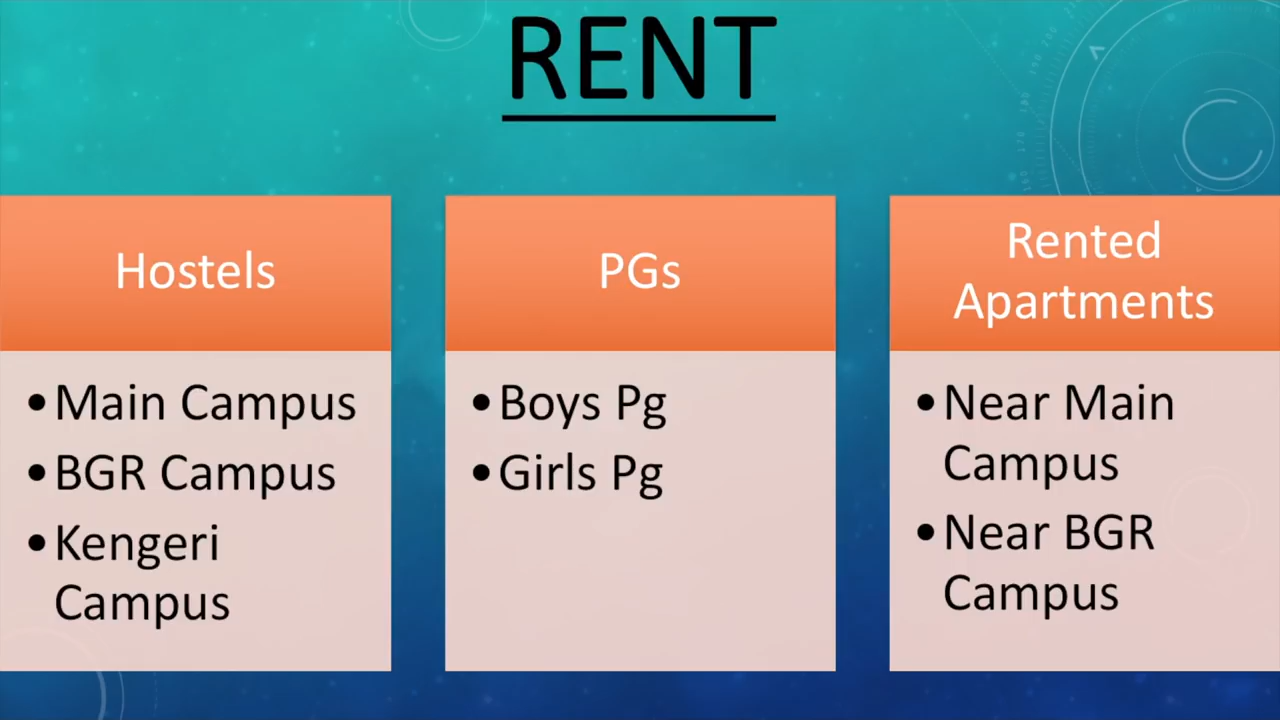 RENT
Hostels
•Main Campus
•BGR Campus
•Kengeri
Campus
PGs
•Boys Pg
•Girls Pg
Rented
Apartments
•Near Main
Campus
•Near BGR
Campus